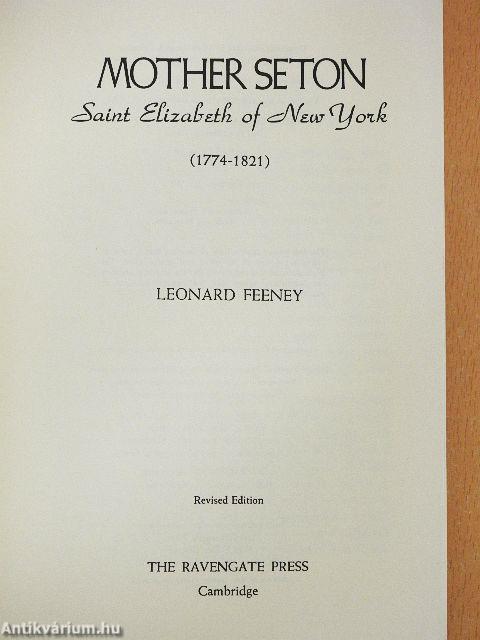 MOTHER SETON
Saint Elizabeth of New York
(1774-1821)
LEONARD FEENEY
Revised Edition
THE RAVENGATE PRESS
Cambridge
Antikvárium.hu